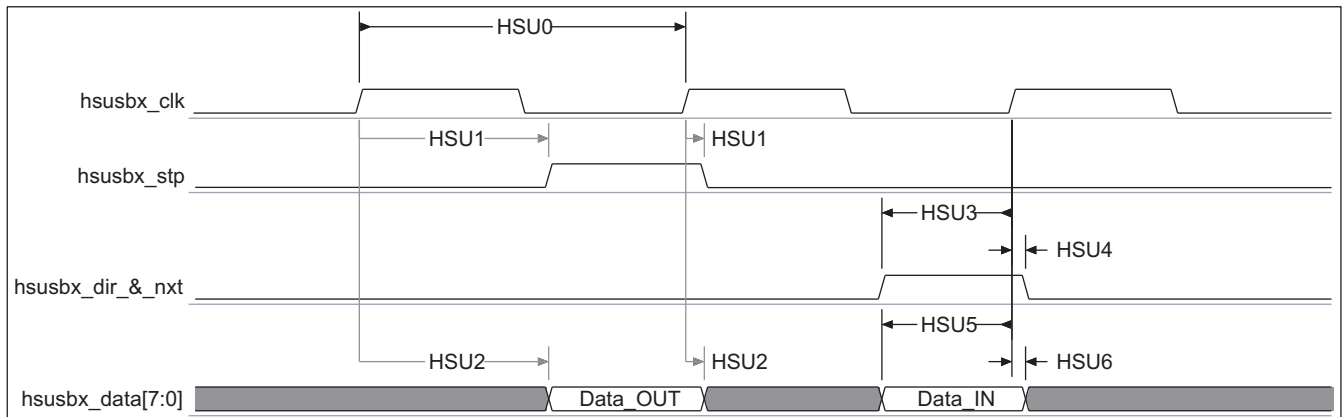 HSU0
hsusbx_clk
HSU1 HSU1
hsusbx_stp
HSU3
HSU4
hsusbx_dir_&_nxt
HSU5
HSU2 HSU2 HSU6
hsusbx_data[7:0] Data_OUT Data_IN